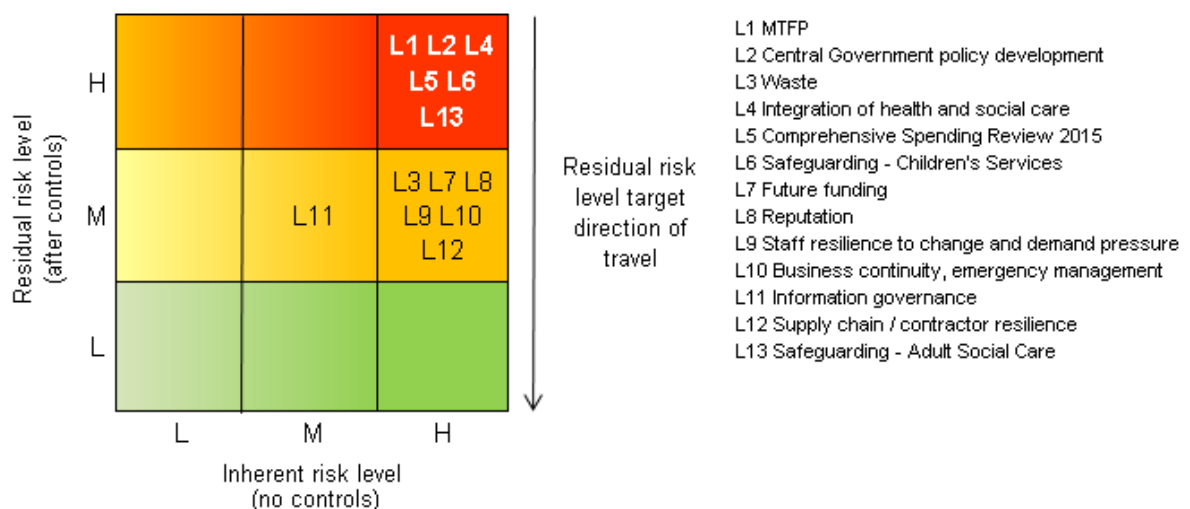 Residual risk level
(after controls)
H
L1 L2 L4
L5 L6
L13
M
L11
L3 L7 L8
L9 L10
L12
L
L
M
H
Inherent risk level
(no controls)
Residual risk
level target
direction of
travel
L1 MTFP
L2 Central Government policy development
L3 Waste
L4 Integration of health and social care
L5 Comprehensive Spending Review 2015
L6 Safeguarding - Children's Services
L7 Future funding
L8 Reputation
L9 Staff resilience to change and demand pressure
L10 Business continuity, emergency management
L11 Information governance
L12 Supply chain / contractor resilience
L13 Safeguarding - Adult Social Care